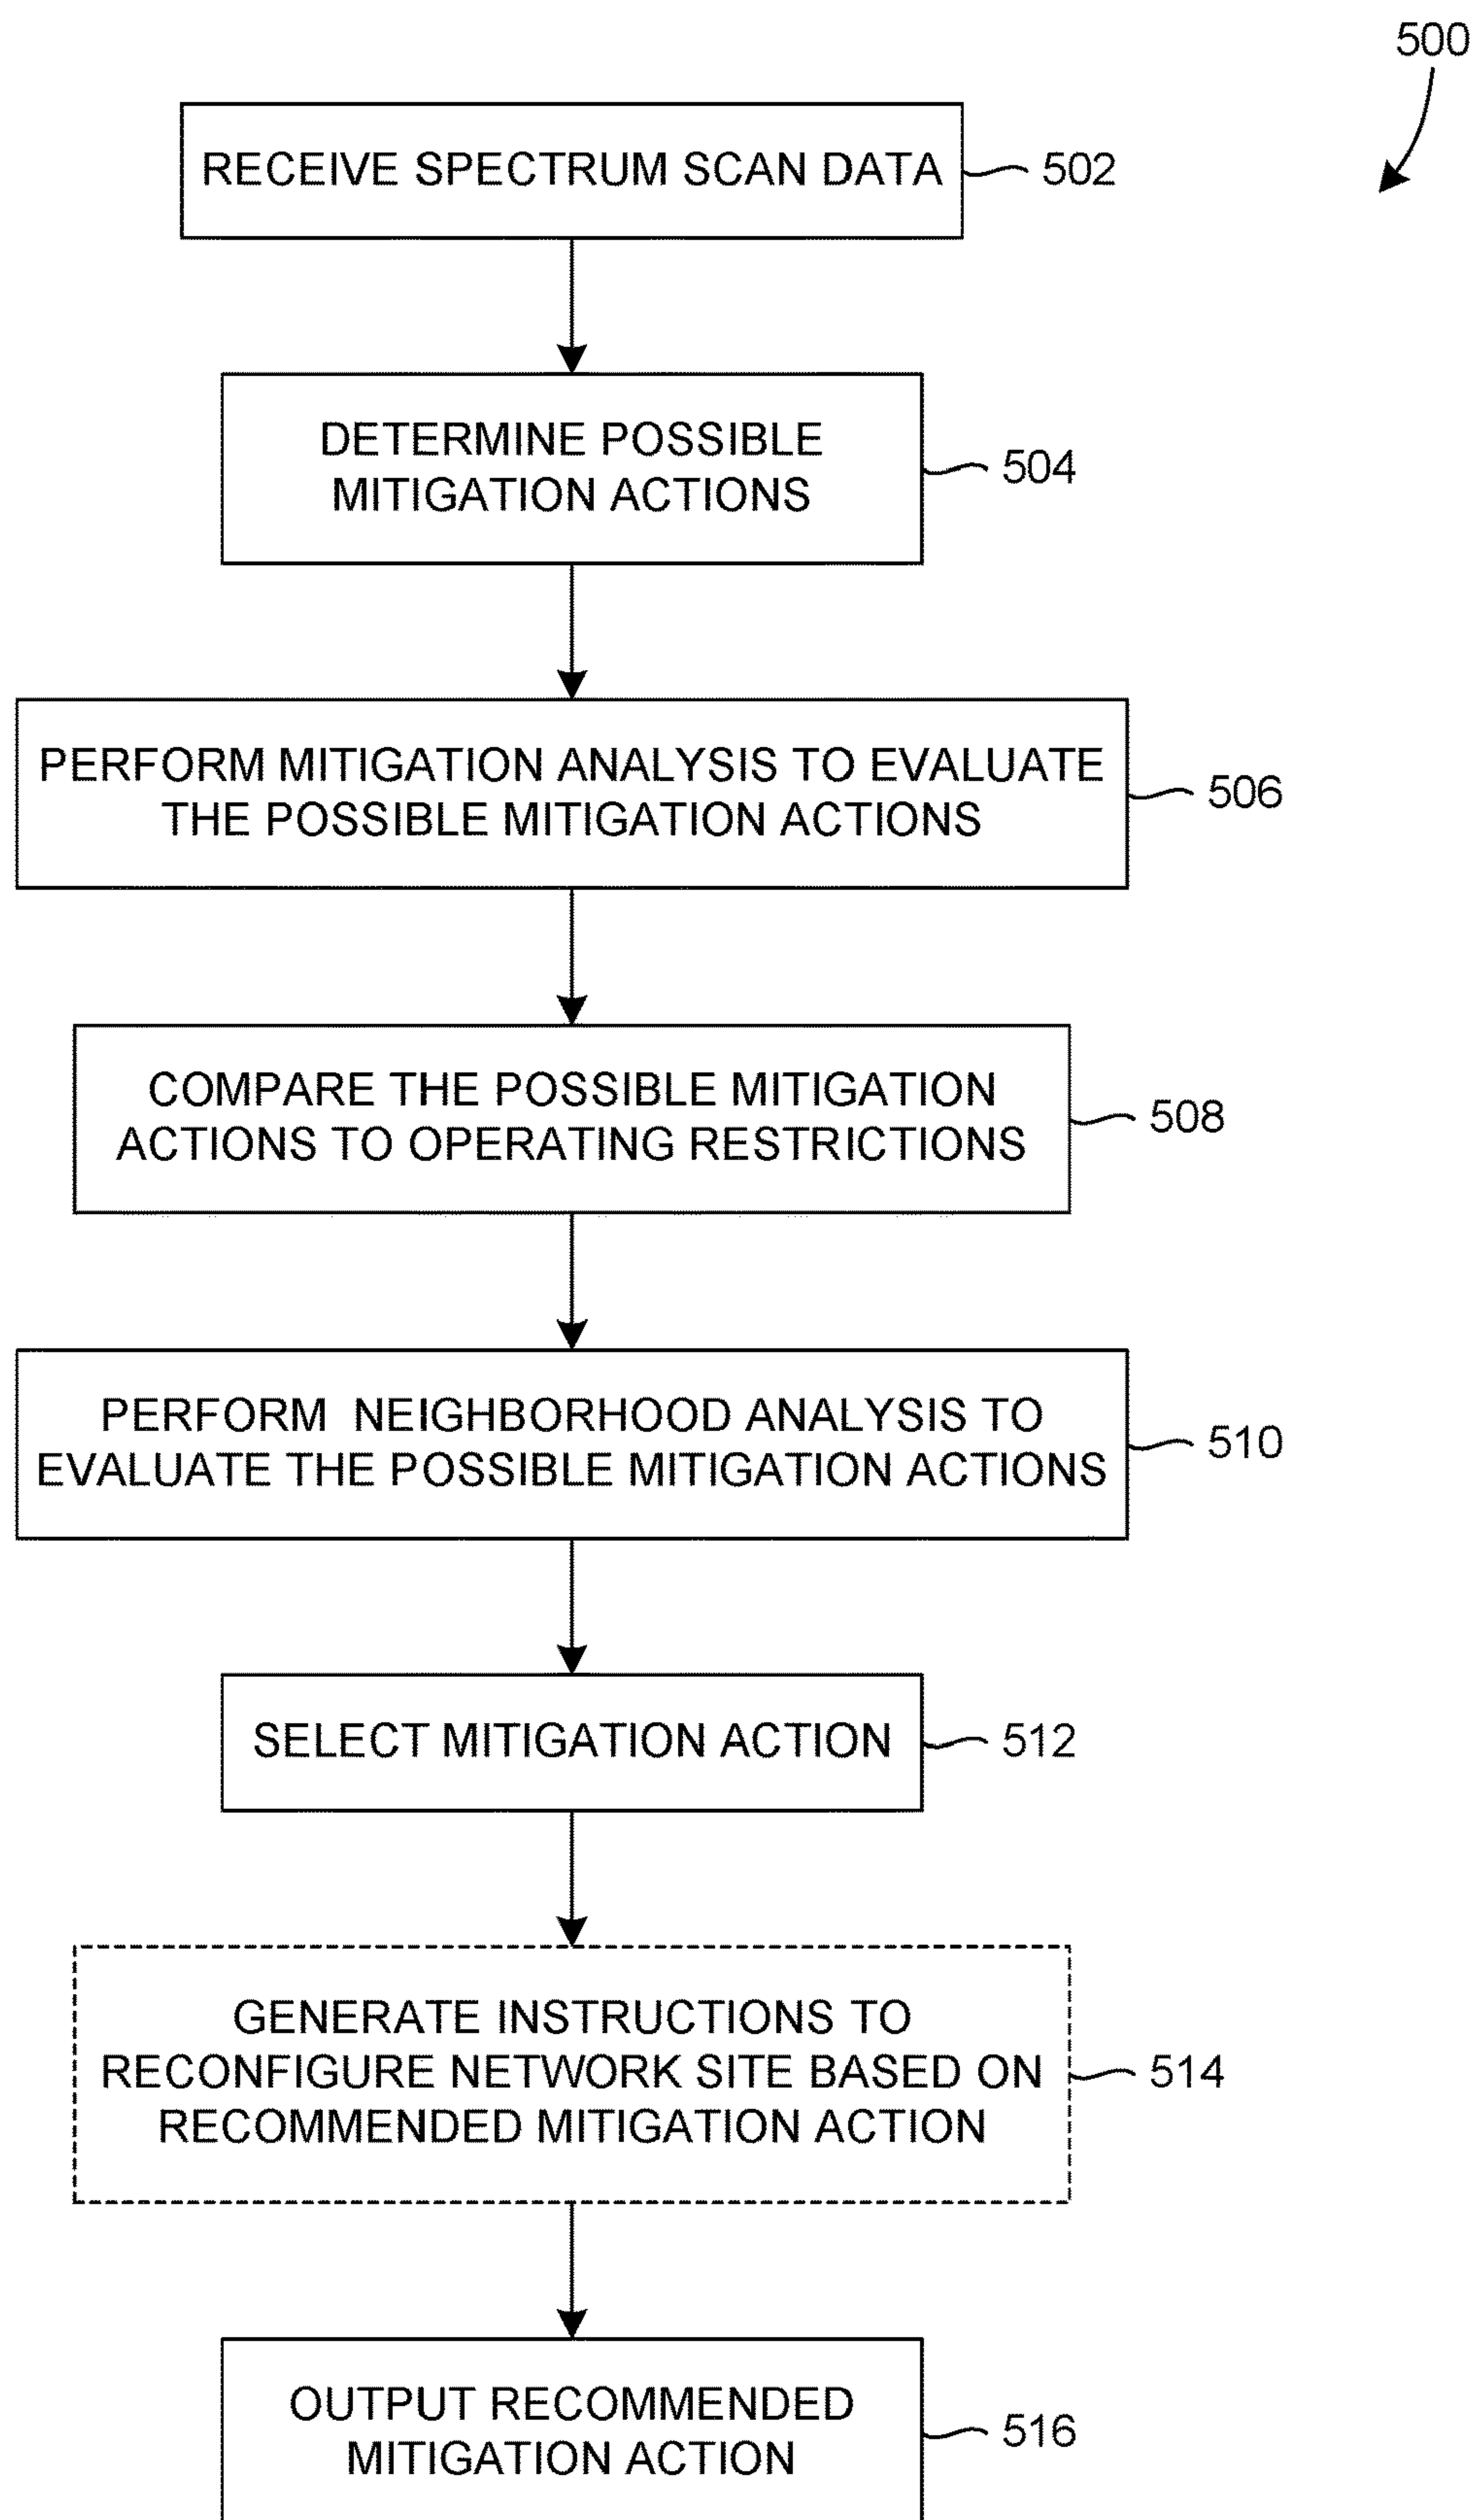 500
RECEIVE SPECTRUM SCAN DATA
502
DETERMINE POSSIBLE
MITIGATION ACTIONS
504
PERFORM MITIGATION ANALYSIS TO EVALUATE
THE POSSIBLE MITIGATION ACTIONS
506
COMPARE THE POSSIBLE MITIGATION
ACTIONS TO OPERATING RESTRICTIONS
508
PERFORM NEIGHBORHOOD ANALYSIS TO
EVALUATE THE POSSIBLE MITIGATION ACTIONS
510
SELECT MITIGATION ACTION
512
GENERATE INSTRUCTIONS TO
RECONFIGURE NETWORK SITE BASED ON
RECOMMENDED MITIGATION ACTION
514
OUTPUT RECOMMENDED
MITIGATION ACTION
516